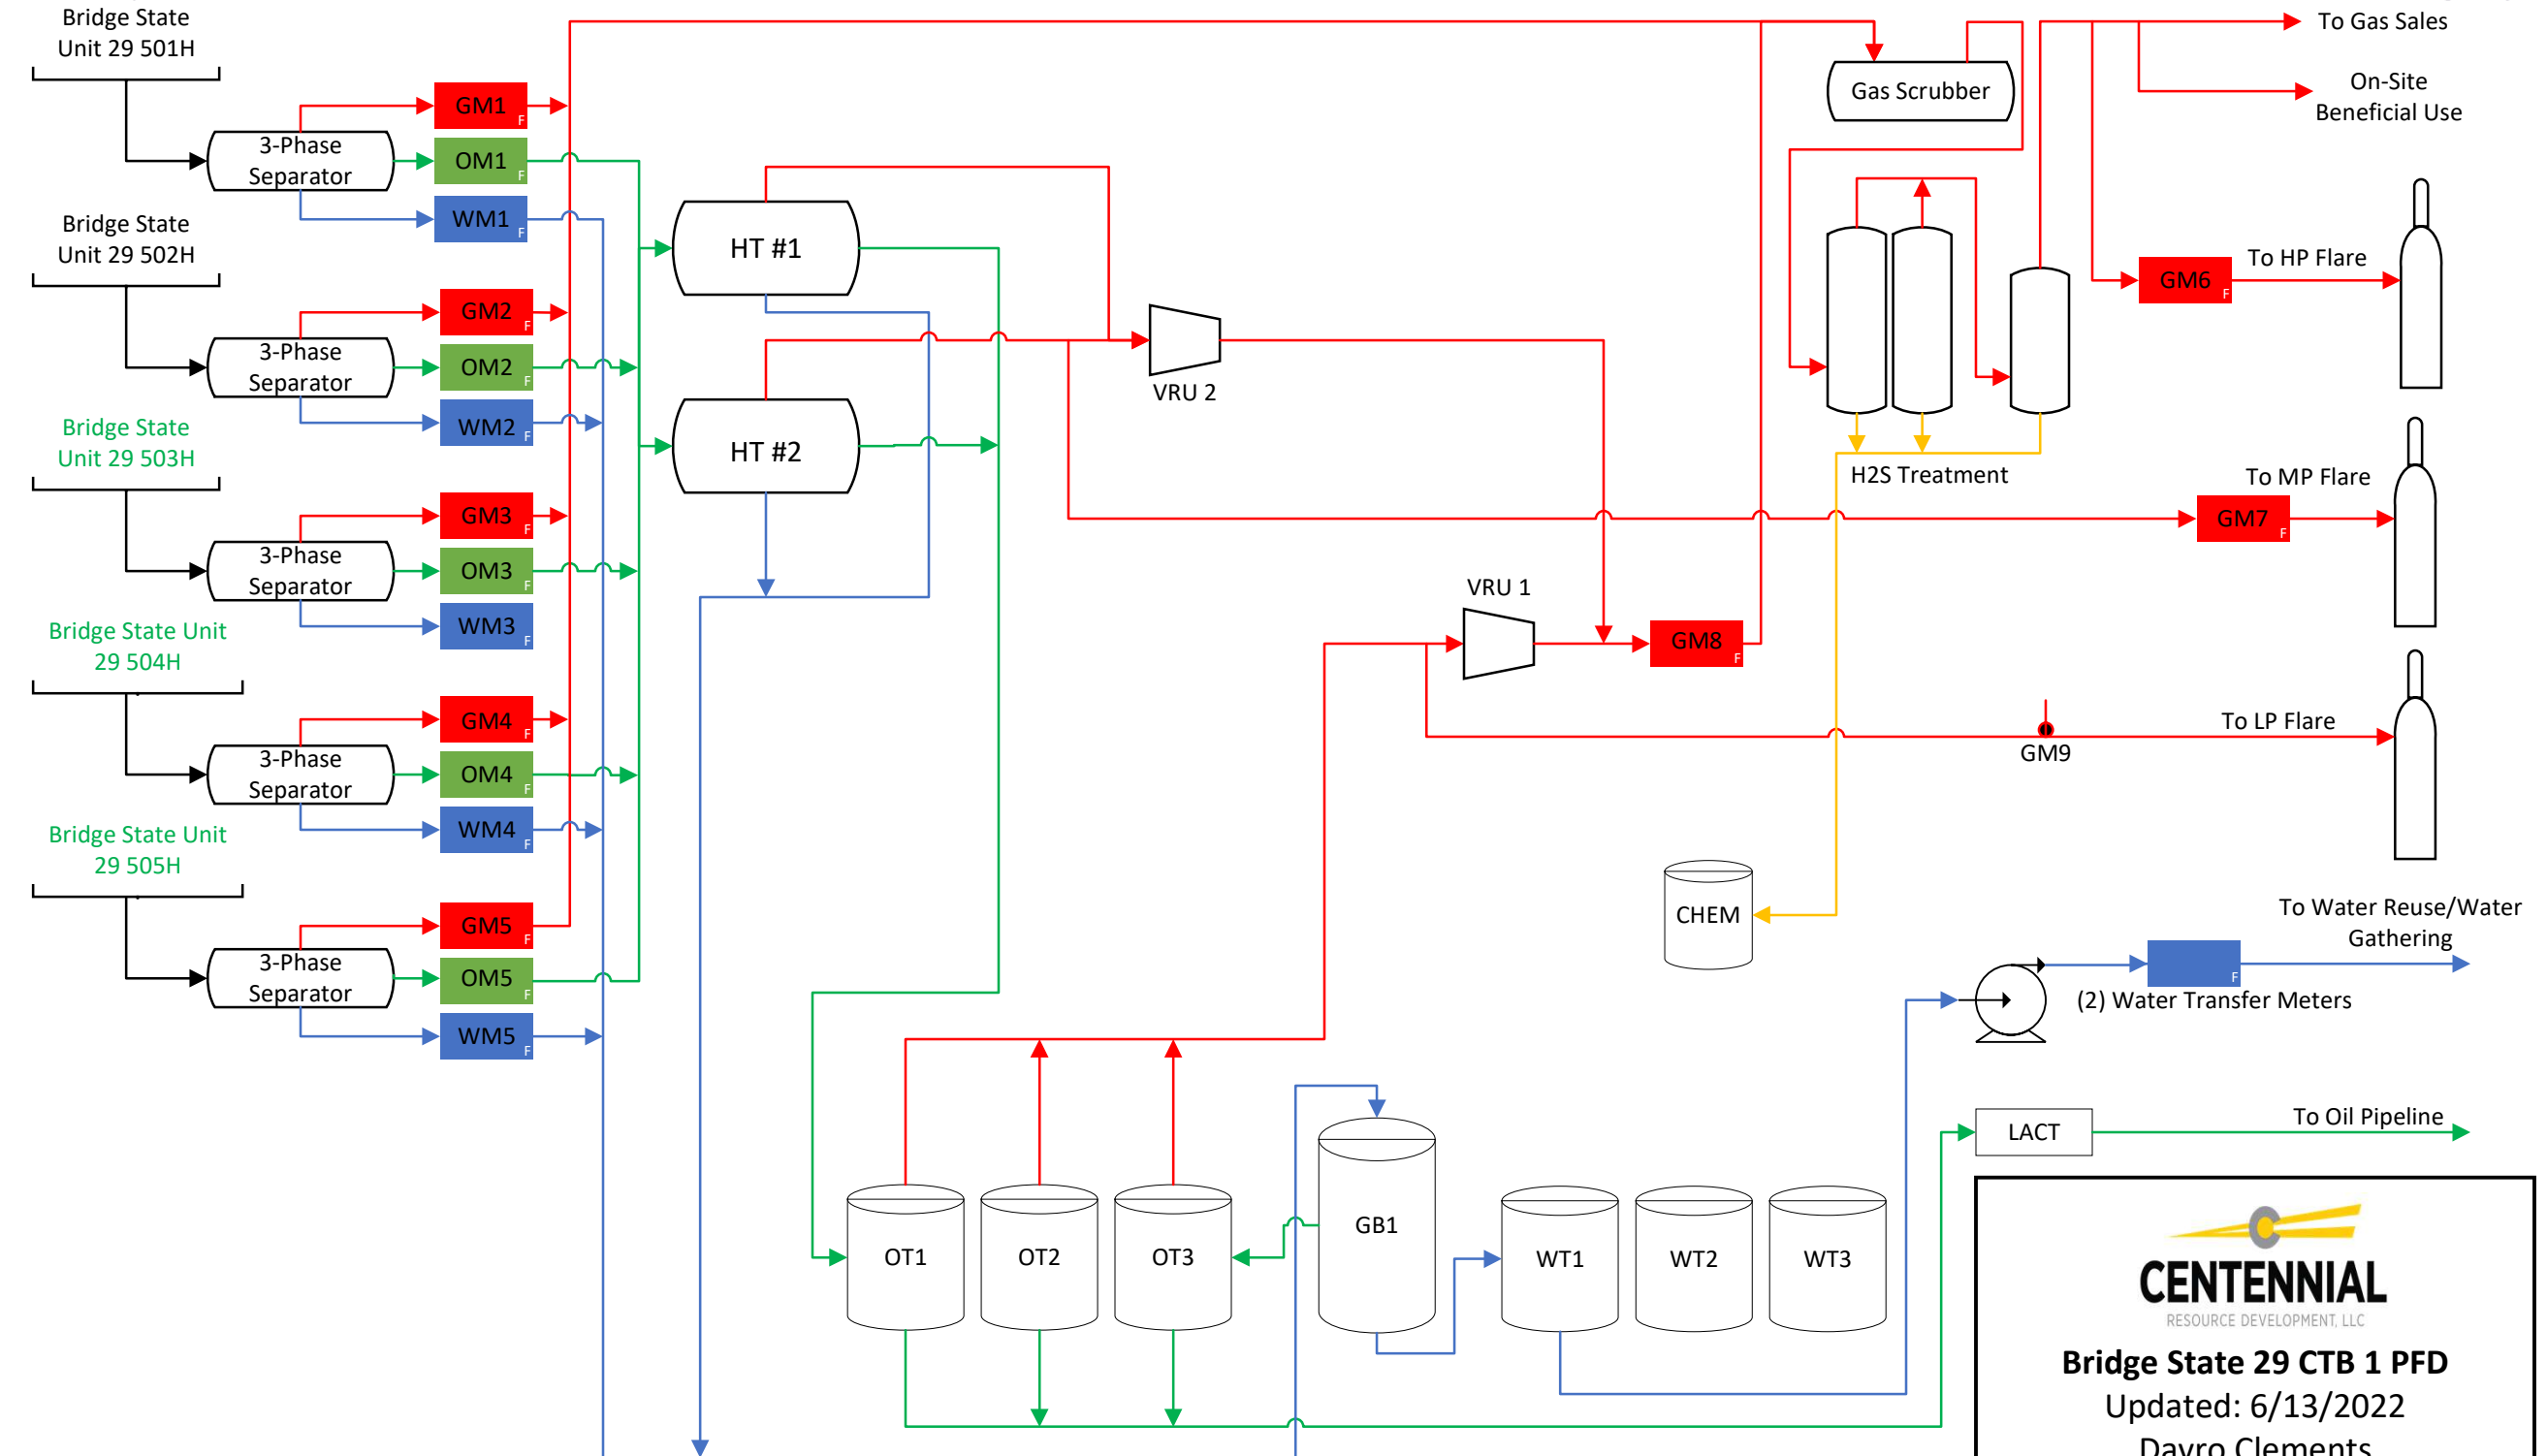 Bridge State
Unit 29 501H
3-Phase
Separator
GM1
F
OM1
F
WM1
F
Bridge State
Unit 29 502H
3-Phase
Separator
GM2
F
OM2
F
WM2
F
Bridge State
Unit 29 503H
3-Phase
Separator
GM3
F
OM3
F
WM3
F
Bridge State Unit
29 504H
3-Phase
Separator
GM4
F
OM4
F
WM4
F
Bridge State Unit
29 505H
3-Phase
Separator
GM5
F
OM5
F
WM5
F
HT #1
HT #2
VRU 2
VRU 1
GM8
F
Gas Scrubber
H2S Treatment
To Gas Sales
On-Site
Beneficial Use
GM6
F
To HP Flare
GM7
F
To MP Flare
GM9
To LP Flare
CHEM
F
To Water Reuse/Water
Gathering
(2) Water Transfer Meters
LACT
To Oil Pipeline
OT1
OT2
OT3
GB1
WT1
WT2
WT3
CENTENNIAL
RESOURCE DEVELOPMENT, LLC
Bridge State 29 CTB 1 PFD
Updated: 6/13/2022
Dayro Clements